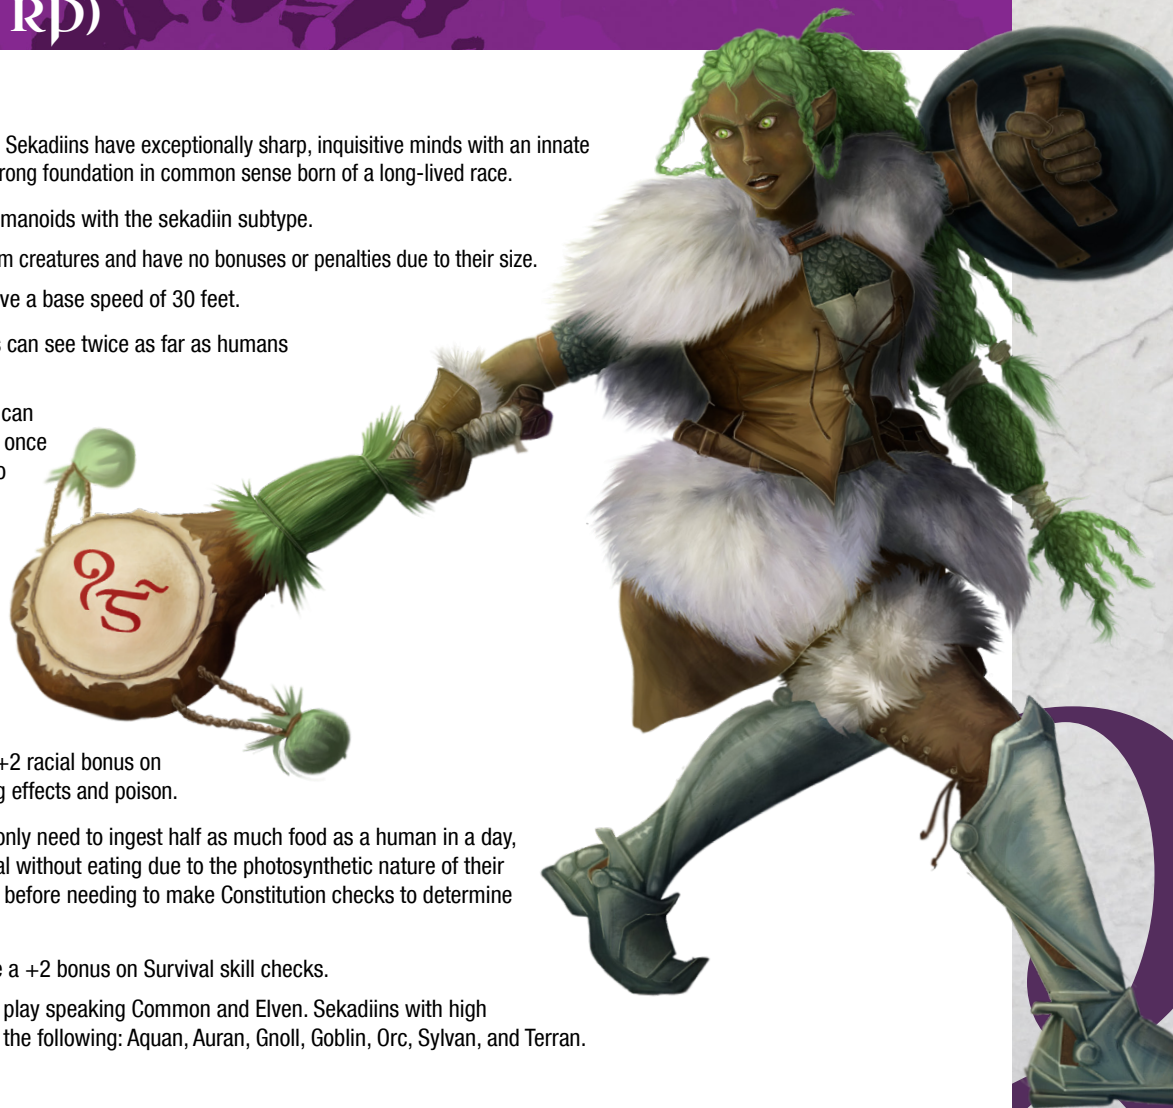 RP)
Sekadiins have exceptionally sharp, inquisitive minds with an innate
rong foundation in common sense born of a long-lived race.
manoids with the sekadiin subtype.
m creatures and have no bonuses or penalties due to their size.
ve a base speed of 30 feet.
s can see twice as far as humans
can
once
o
+2 racial bonus on
g effects and poison.
only need to ingest half as much food as a human in a day,
al without eating due to the photosynthetic nature of their
before needing to make Constitution checks to determine
e a +2 bonus on Survival skill checks.
play speaking Common and Elven. Sekadiins with high
the following: Aquan, Auran, Gnoll, Goblin, Orc, Sylvan, and Terran.